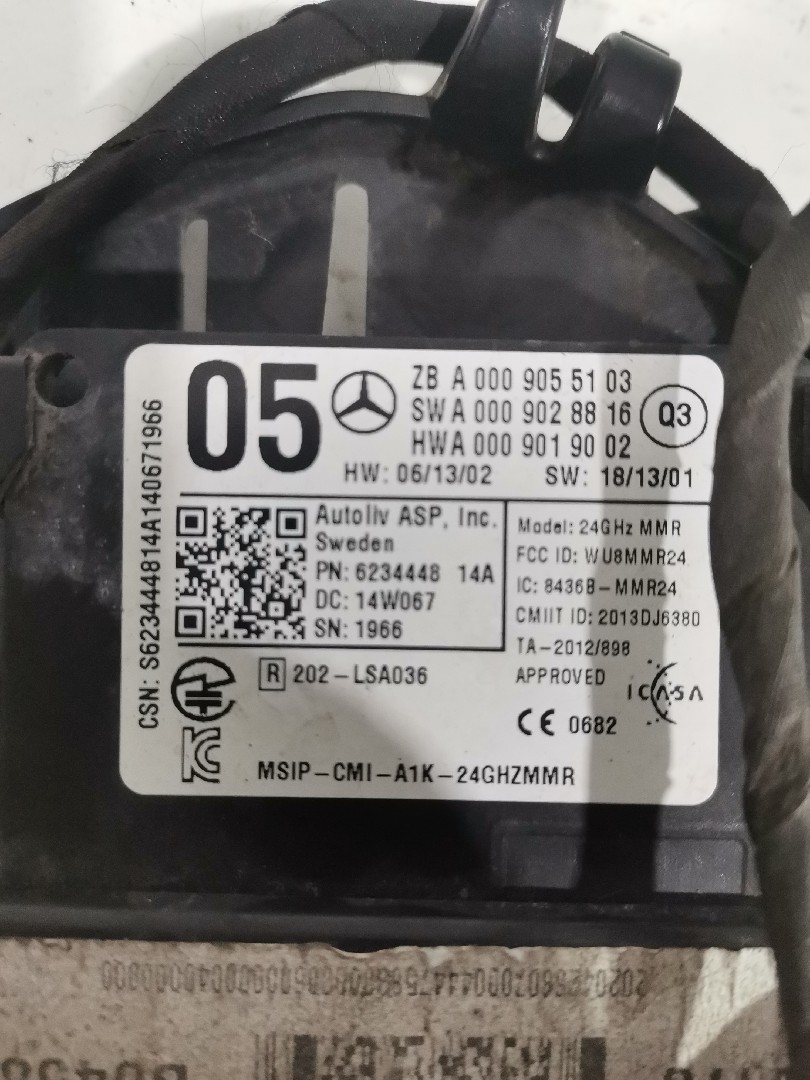 05
ZB A 000 905 51 03
SW A 000 902 88 16
HWA 000 901 90 02
Q3
HW: 06/13/02 SW: 18/13/01
Autoliv ASP, Inc.
Sweden
PN: 6234448 14A
DC: 14W067
SN: 1966
Model: 24GHz MMR
FCC ID: WU8MMR24
IC: 8436B-MMR24
CMIIT ID: 2013DJ6380
TA-2012/898
APPROVED
ICASA
R 202-LSA036
CE 0682
MSIP-CMI-A1K-24GHZMMR
CSN: S6234444814A140671966